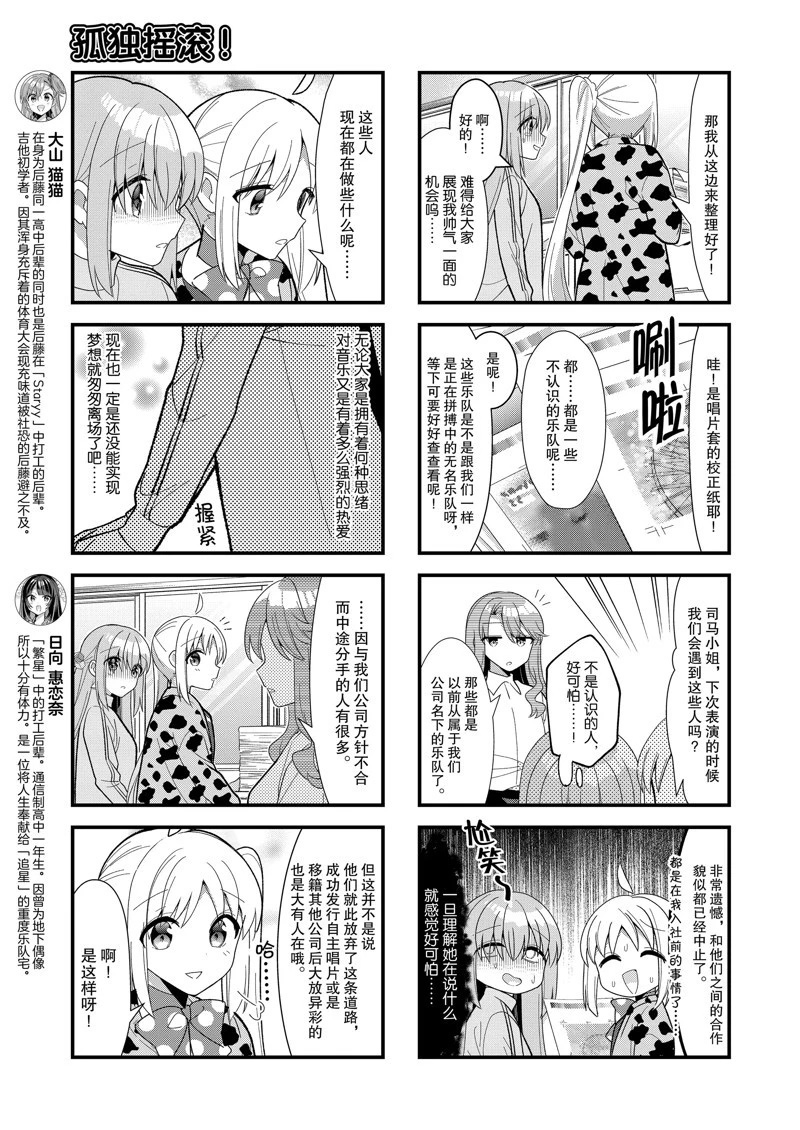 孤独摇滚！
那我从这边来整理好了！
啊……
好的！
难得给大家
展现我帅气一面的
机会吗……
唰啦
哇！是唱片套的校正纸耶！
都……都是一些
不认识的乐队呢……
是呢！
这些乐队是不是跟我们一样
是正在拼搏中的无名乐队呀，
等下可要好好查查看呢！
司马小姐，下次表演的时候
我们会遇到这些人吗？
不是认识的人，
好可怕……！
那些都是
以前从属于我们
公司名下的乐队了。
非常遗憾，和他们之间的合作
貌似都已经中止了。
都是在我入社前的事情了……
尬笑～
一旦理解她在说什么
就感觉好可怕……
这些人
现在都在做些什么呢……
无论大家是拥有着何种思绪
对音乐又是有着多么强烈的热爱
现在也一定是还没能实现
梦想就匆匆离场了吧……
握紧
……因与我们公司方针不合
而中途分手的人有很多。
但这并不是说
他们就此放弃了这条道路，
成功发行自主唱片或是
移籍其他公司后大放异彩的
也是大有人在哦。
哈……
啊！
是这样呀！
大山 猫猫
在身为后藤同一高中后辈的同时也是后藤在「Storyy」中打工的后辈。
吉他初学者。因其浑身充斥着的体育大会现充味道被社恐的后藤避之不及。
日向 惠恋奈
「繁星」中的打工后辈。通信制高中一年生。因曾为地下偶像
所以十分有体力。是一位将人生奉献给「追星」的重度乐队宅。